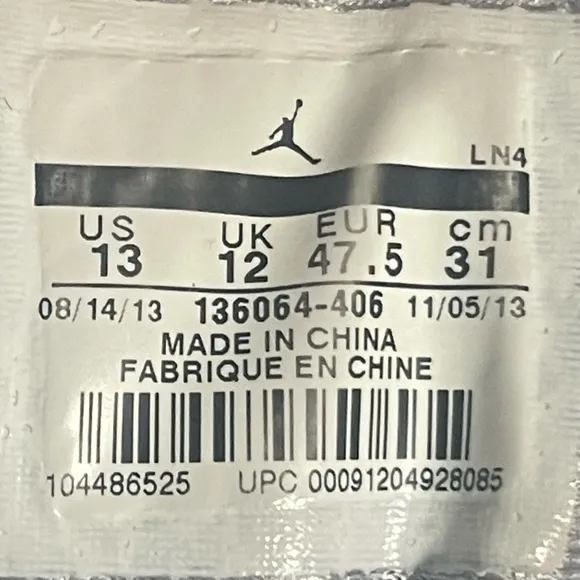 LN4
US UK EUR cm
13 12 47.5 31
08/14/13 136064-406 11/05/13
MADE IN CHINA
FABRIQUE EN CHINE
104486525 UPC 00091204928085